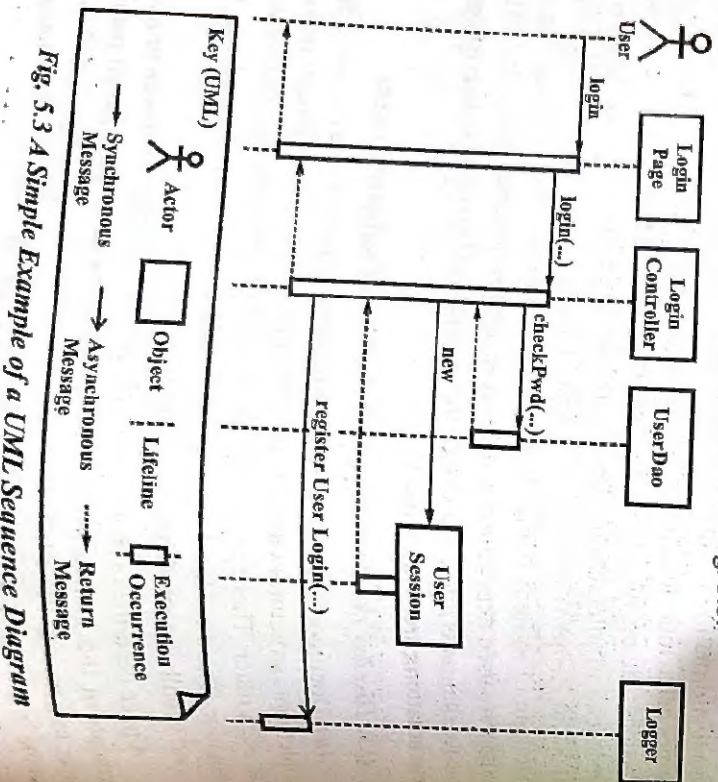 User
Login
Page
Login
Controller
UserDao
Logger
login
login(...)
checkPwd(...)
new
User
Session
register User Login(...)
Key (UML)
Actor
Object
Lifeline
Execution
Occurrence
Synchronous
Message
Asynchronous
Message
Return
Message
Fig. 5.3 A Simple Example of a UML Sequence Diagram